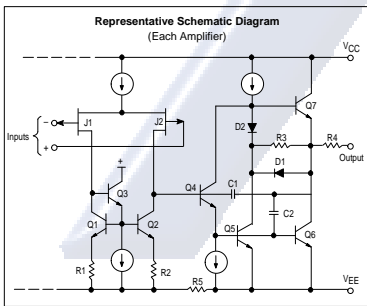 Representative Schematic Diagram
(Each Amplifier)
VCC
Q7
J1
J2
D2
R3
R4
−
Inputs
+
Output
+
D1
Q3
Q4
C1
C2
Q1
Q2
Q5
Q6
R1
R2
R5
VEE